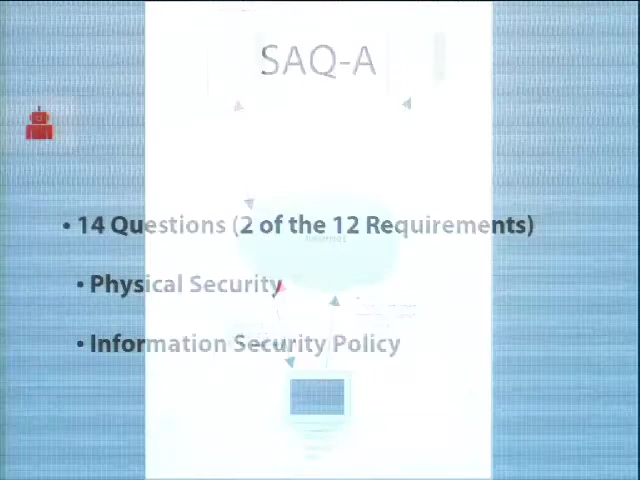 SAQ-A
• 14 Questions (2 of the 12 Requirements)
• Physical Security
• Information Security Policy